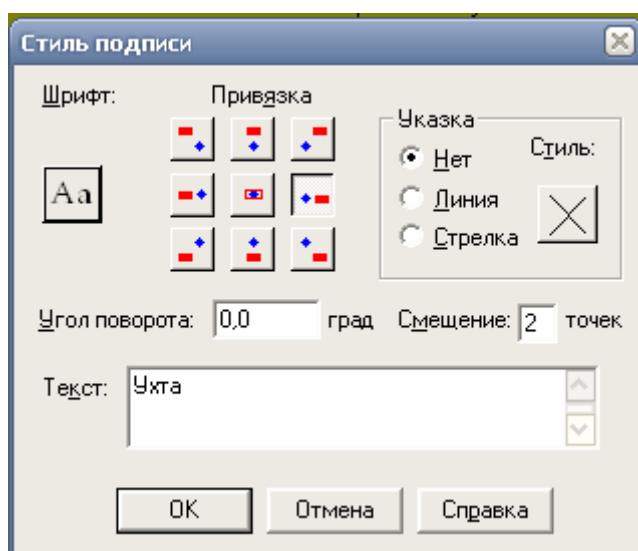 Стиль подписи
Шрифт:
Привязка
Aa
Указка
Нет
Линия
Стрелка
Стиль:
Угол поворота: 0,0 град Смещение: 2 точек
Текст: Ухта
OK Отмена Справка